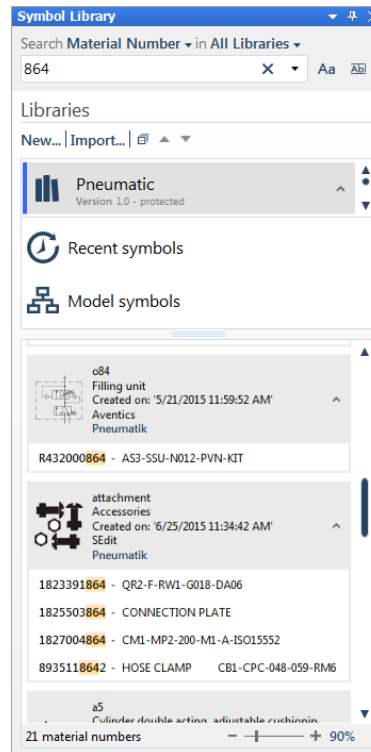 Symbol Library
Search Material Number in All Libraries
864
Aa Ab
Libraries
New... | Import...
Pneumatic
Version 1.0 - protected
Recent symbols
Model symbols
o84
Filling unit
Created on: '5/21/2015 11:59:52 AM'
Aventics
Pneumatik
R432000864 - AS3-SSU-N012-PVN-KIT
attachment
Accessories
Created on: '6/25/2015 11:34:42 AM'
SEdit
Pneumatik
1823391864 - QR2-F-RW1-G018-DA06
1825503864 - CONNECTION PLATE
1827004864 - CM1-MP2-200-M1-A-ISO15552
8935118642 - HOSE CLAMP CB1-CPC-048-059-RM6
a5
Cylinder double acting, adjustable cushionin
21 material numbers
90%